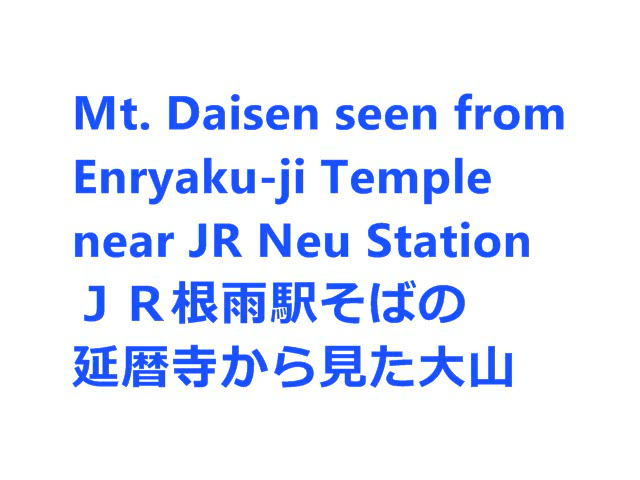 Mt. Daisen seen from
Enryaku-ji Temple
near JR Neu Station
ＪＲ根雨駅そばの
延暦寺から見た大山